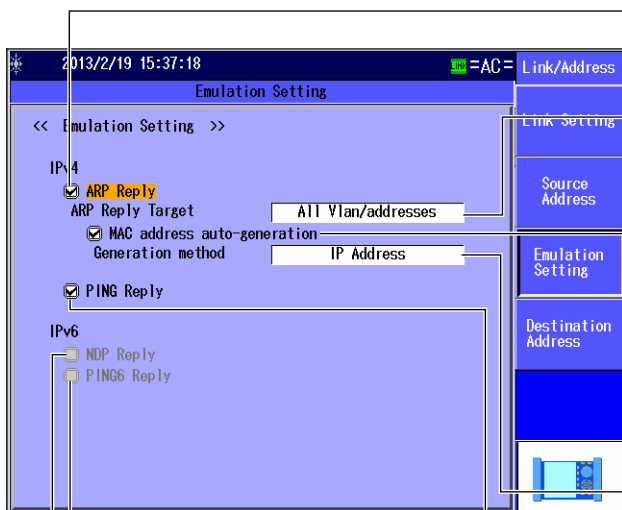 2013/2/19 15:37:18 LINK =AC= Link/Address
Emulation Setting
<< Emulation Setting >>
Link Setting
IPv4
ARP Reply
ARP Reply Target All Vlan/addresses
MAC address auto-generation
Generation method IP Address
PING Reply
IPv6
NDP Reply
PING6 Reply
Source
Address
Emulation
Setting
Destination
Address